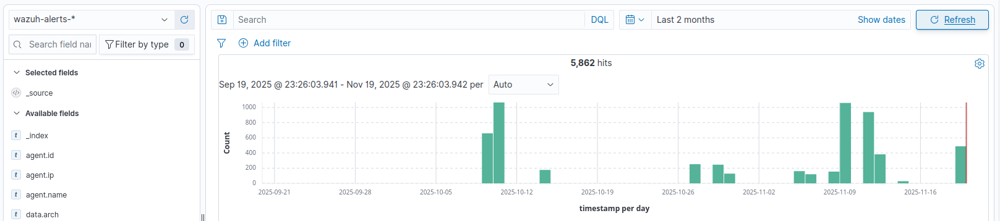 wazuh-alerts-*
Search DQL Last 2 months Show dates Refresh
Search field nar Filter by type 0
Add filter
Selected fields
_source
Available fields
_index
agent.id
agent.ip
agent.name
data.arch
5,862 hits
Sep 19, 2025 @ 23:26:03.941 - Nov 19, 2025 @ 23:26:03.942 per Auto
1000
800
600
400
200
0
Count
2025-09-21 2025-09-28 2025-10-05 2025-10-12 2025-10-19 2025-10-26 2025-11-02 2025-11-09 2025-11-16
timestamp per day